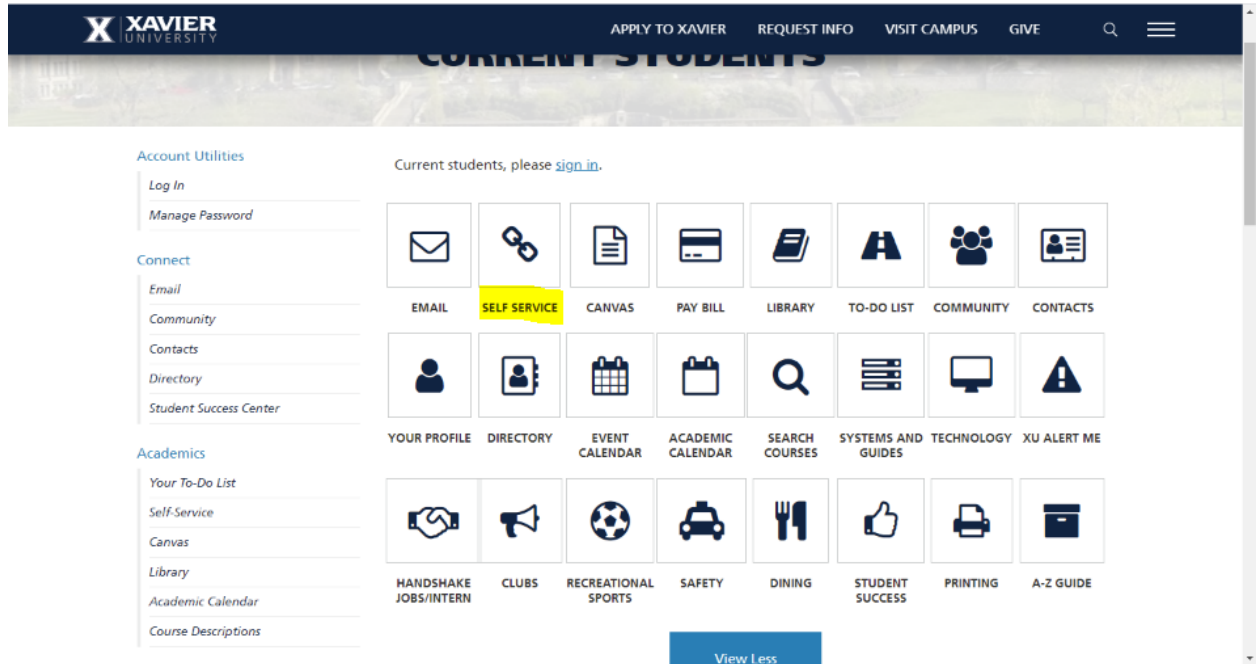 XAVIER
UNIVERSITY
APPLY TO XAVIER REQUEST INFO VISIT CAMPUS GIVE
CURRENT STUDENTS
Account Utilities
Log In
Manage Password
Connect
Email
Community
Contacts
Directory
Student Success Center
Academics
Your To-Do List
Self-Service
Canvas
Library
Academic Calendar
Course Descriptions
Current students, please sign in.
EMAIL SELF SERVICE CANVAS PAY BILL LIBRARY TO-DO LIST COMMUNITY CONTACTS
YOUR PROFILE DIRECTORY EVENT ACADEMIC SEARCH SYSTEMS AND TECHNOLOGY XU ALERT ME
CALENDAR CALENDAR COURSES GUIDES
HANDSHAKE CLUBS RECREATIONAL SAFETY DINING STUDENT PRINTING A-Z GUIDE
JOBS/INTERN SPORTS SUCCESS
View Less